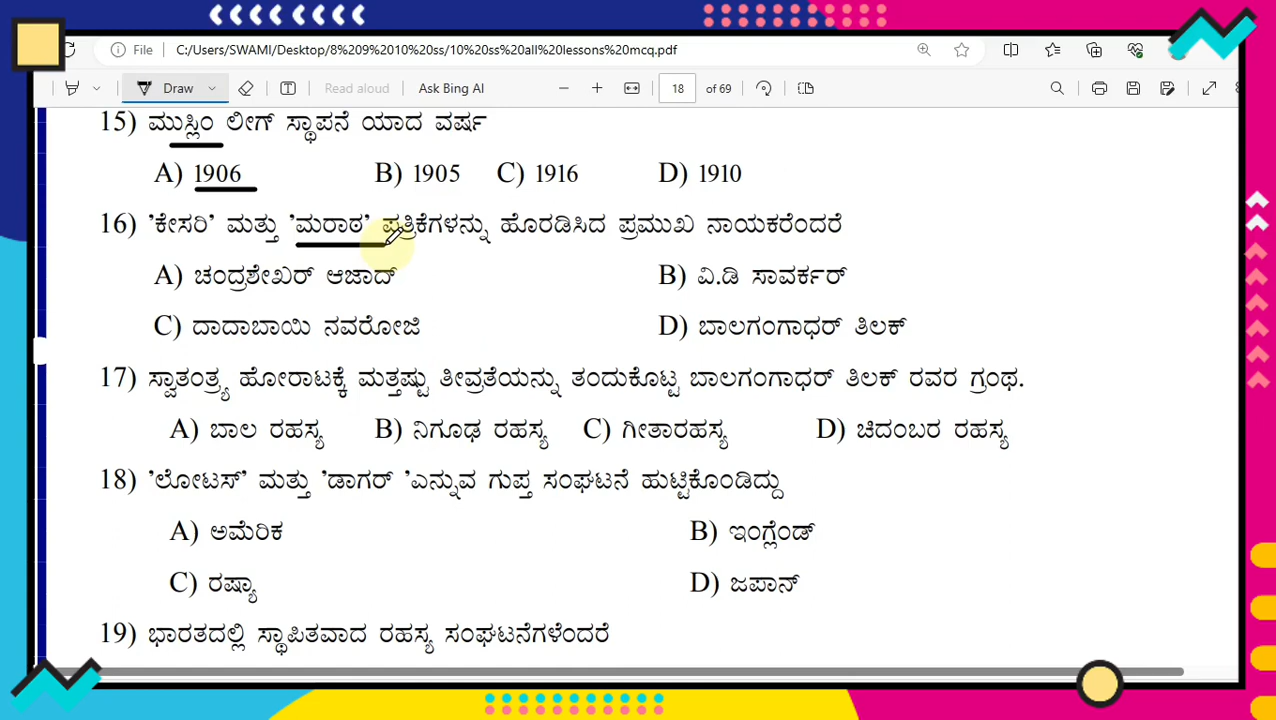 File C:/Users/SWAMI/Desktop/8%209%2010%20ss/10%20ss%20all%20lessons%20mcq.pdf
Draw Read aloud Ask Bing AI 18 of 69
15) ಮುಸ್ಲಿಂ ಲೀಗ್ ಸ್ಥಾಪನೆ ಯಾದ ವರ್ಷ
A) 1906 B) 1905 C) 1916 D) 1910
16) 'ಕೇಸರಿ' ಮತ್ತು 'ಮರಾಠ' ಪತ್ರಿಕೆಗಳನ್ನು ಹೊರಡಿಸಿದ ಪ್ರಮುಖ ನಾಯಕರೆಂದರೆ
A) ಚಂದ್ರಶೇಖರ್ ಆಜಾದ್ B) ವಿ.ಡಿ ಸಾವರ್ಕರ್
C) ದಾದಾಬಾಯಿ ನವರೋಜಿ D) ಬಾಲಗಂಗಾಧರ್ ತಿಲಕ್
17) ಸ್ವಾತಂತ್ರ್ಯ ಹೋರಾಟಕ್ಕೆ ಮತ್ತಷ್ಟು ತೀವ್ರತೆಯನ್ನು ತಂದುಕೊಟ್ಟ ಬಾಲಗಂಗಾಧರ್ ತಿಲಕ್ ರವರ ಗ್ರಂಥ.
A) ಬಾಲ ರಹಸ್ಯ B) ನಿಗೂಢ ರಹಸ್ಯ C) ಗೀತಾರಹಸ್ಯ D) ಚಿದಂಬರ ರಹಸ್ಯ
18) 'ಲೋಟಸ್' ಮತ್ತು 'ಡಾಗರ್ 'ಎನ್ನುವ ಗುಪ್ತ ಸಂಘಟನೆ ಹುಟ್ಟಿಕೊಂಡಿದ್ದು
A) ಅಮೆರಿಕ B) ಇಂಗ್ಲೆಂಡ್
C) ರಷ್ಯಾ D) ಜಪಾನ್
19) ಭಾರತದಲ್ಲಿ ಸ್ಥಾಪಿತವಾದ ರಹಸ್ಯ ಸಂಘಟನೆಗಳೆಂದರೆ